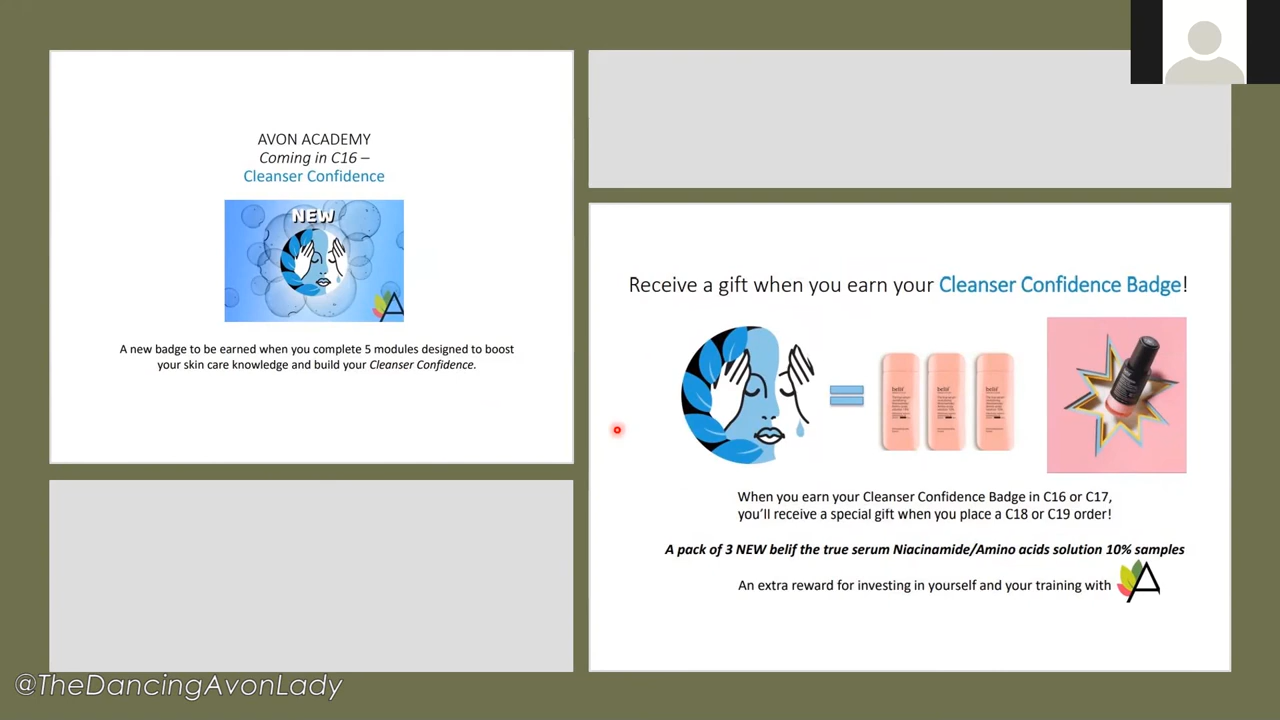 AVON ACADEMY
Coming in C16 –
Cleanser Confidence
NEW
A new badge to be earned when you complete 5 modules designed to boost
your skin care knowledge and build your Cleanser Confidence.
Receive a gift when you earn your Cleanser Confidence Badge!
belif
belif
belif
When you earn your Cleanser Confidence Badge in C16 or C17,
you'll receive a special gift when you place a C18 or C19 order!
A pack of 3 NEW belif the true serum Niacinamide/Amino acids solution 10% samples
An extra reward for investing in yourself and your training with A
@TheDancingAvonLady